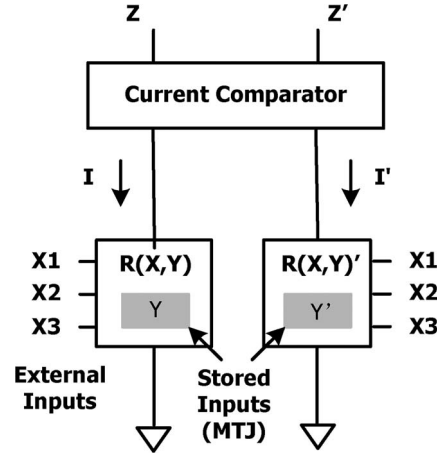 Z Z'
Current Comparator
I I'
X1 R(X,Y) R(X,Y)' X1
X2 Y Y' X2
X3 X3
External
Inputs
Stored
Inputs
(MTJ)